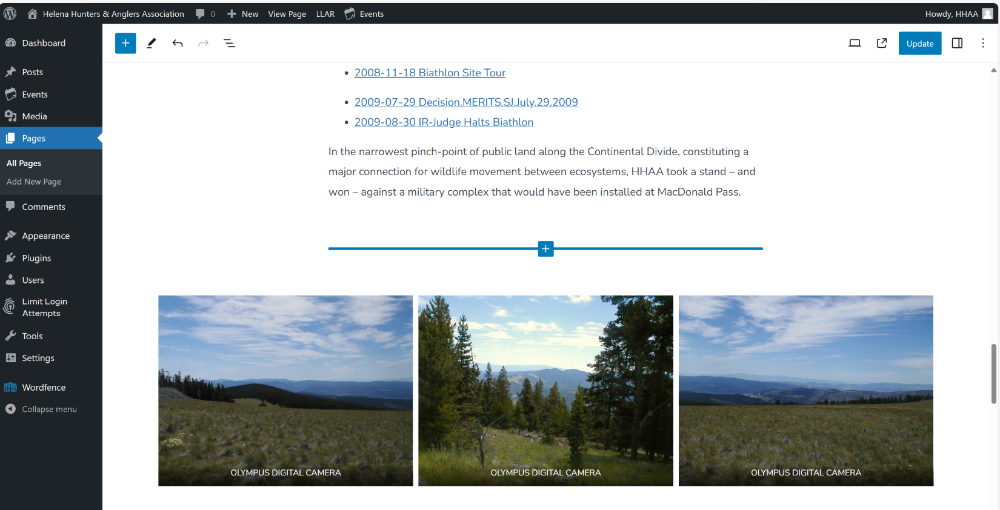 Helena Hunters & Anglers Association 0 New View Page LLAR Events Howdy, HHAA
Dashboard
Posts
Events
Media
Pages
All Pages
Add New Page
Comments
Appearance
Plugins
Users
Limit Login
Attempts
Tools
Settings
Wordfence
Collapse menu
Update
2008-11-18 Biathlon Site Tour
2009-07-29 Decision.MERITS.SJ.July.29.2009
2009-08-30 IR-Judge Halts Biathlon
In the narrowest pinch-point of public land along the Continental Divide, constituting a
major connection for wildlife movement between ecosystems, HHAA took a stand – and
won – against a military complex that would have been installed at MacDonald Pass.
OLYMPUS DIGITAL CAMERA OLYMPUS DIGITAL CAMERA OLYMPUS DIGITAL CAMERA